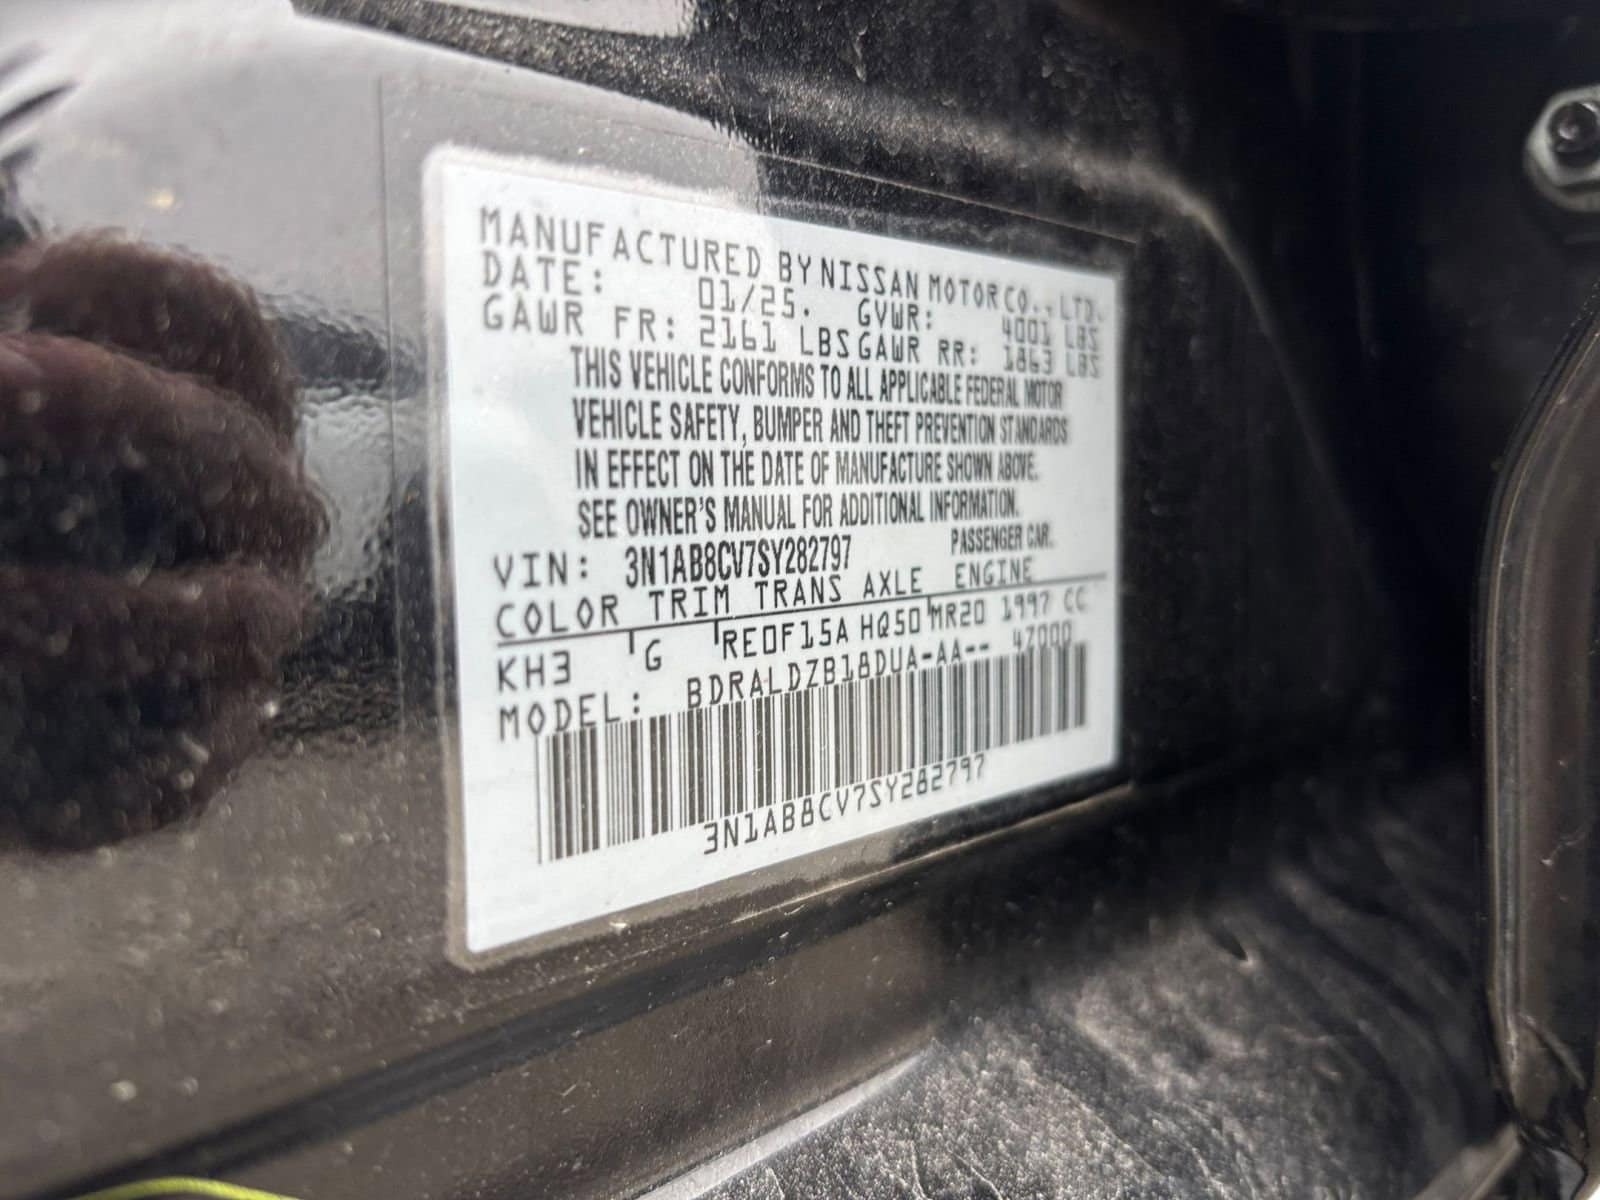 MANUFACTURED BY NISSAN MOTOR CO., LTD.
DATE: 01/25. GVWR: 4001 LBS
GAWR FR: 2161 LBS GAWR RR: 1863 LBS
THIS VEHICLE CONFORMS TO ALL APPLICABLE FEDERAL MOTOR
VEHICLE SAFETY, BUMPER AND THEFT PREVENTION STANDARDS
IN EFFECT ON THE DATE OF MANUFACTURE SHOWN ABOVE.
SEE OWNER'S MANUAL FOR ADDITIONAL INFORMATION.
VIN: 3N1AB8CV7SY282797 PASSENGER CAR.
COLOR TRIM TRANS AXLE ENGINE
KH3 G RE0F15A HQ50 MR20 1997 CC
MODEL: BDRALDZB18DUA-AA-- 47000
3N1AB8CV7SY282797